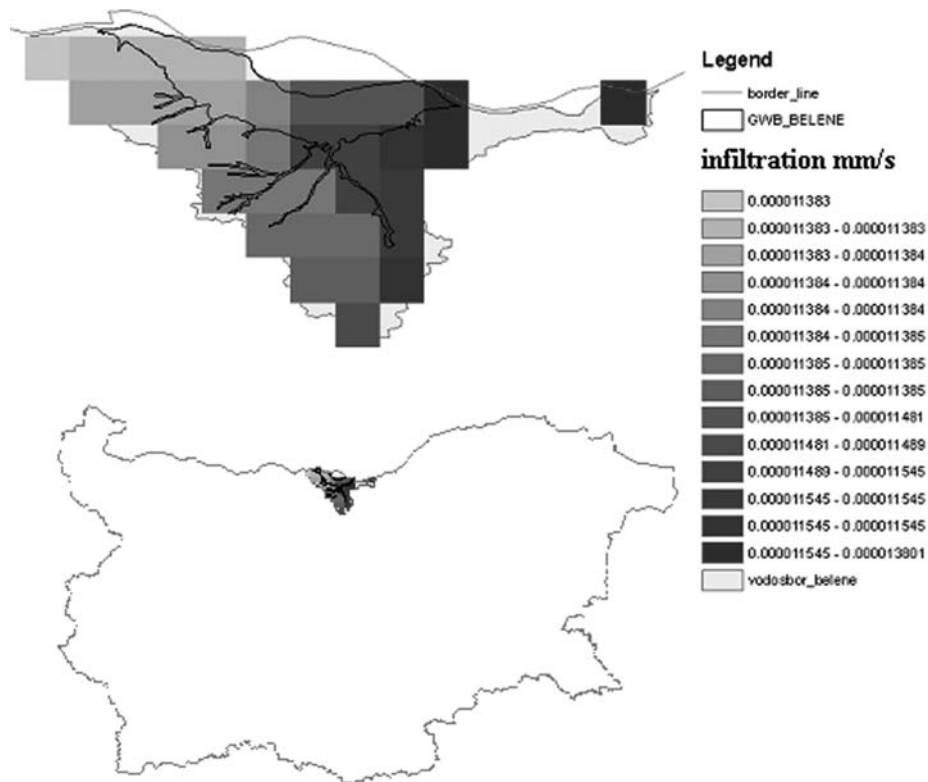 Legend
border_line
GWB_BELENE
infiltration mm/s
0.000011383
0.000011383 - 0.000011383
0.000011383 - 0.000011384
0.000011384 - 0.000011384
0.000011384 - 0.000011384
0.000011384 - 0.000011385
0.000011385 - 0.000011385
0.000011385 - 0.000011385
0.000011385 - 0.000011481
0.000011481 - 0.000011489
0.000011489 - 0.000011545
0.000011545 - 0.000011545
0.000011545 - 0.000011545
0.000011545 - 0.000013801
vodosbor_belene